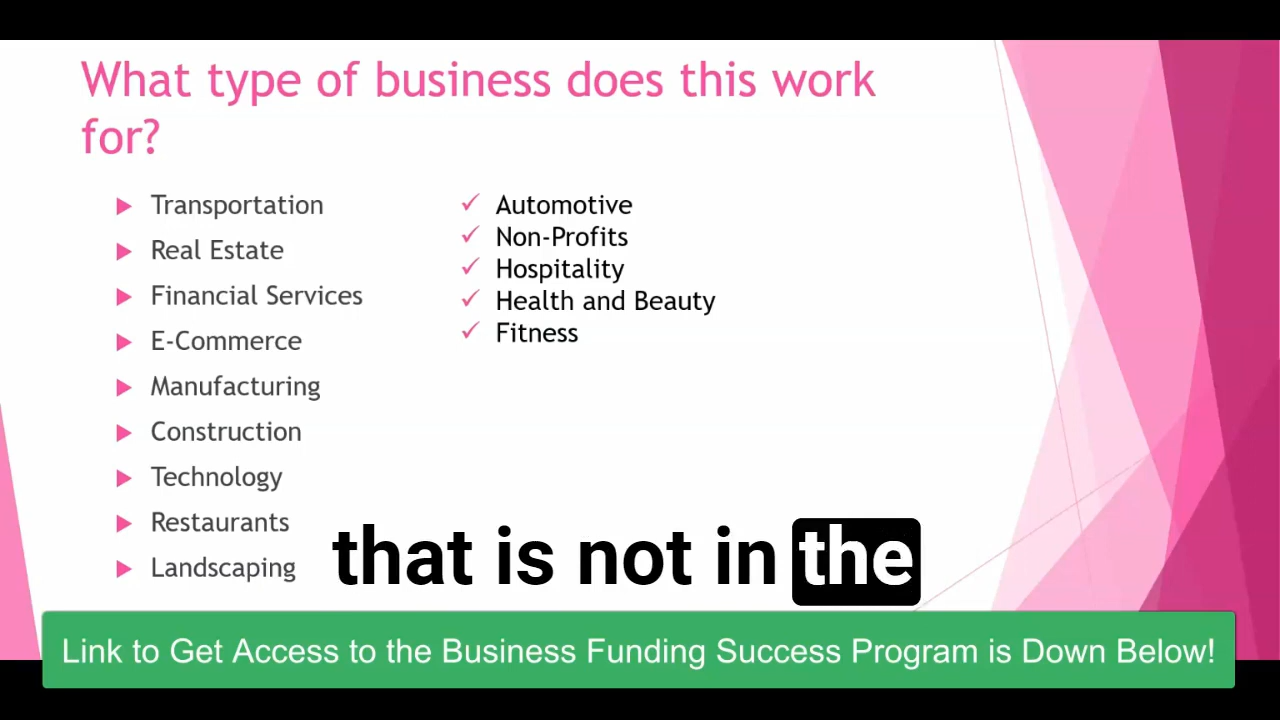 What type of business does this work
for?
Transportation
Real Estate
Financial Services
E-Commerce
Manufacturing
Construction
Technology
Restaurants
Landscaping
Automotive
Non-Profits
Hospitality
Health and Beauty
Fitness
that is not in the
Link to Get Access to the Business Funding Success Program is Down Below!